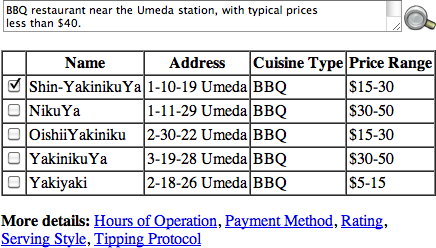 BBQ restaurant near the Umeda station, with typical prices
less than $40.
Name Address Cuisine Type Price Range
Shin-YakinikuYa 1-10-19 Umeda BBQ $15-30
NikuYa 1-11-29 Umeda BBQ $30-50
OishiiYakiniku 2-30-22 Umeda BBQ $15-30
YakinikuYa 3-19-28 Umeda BBQ $30-50
Yakiyaki 2-18-26 Umeda BBQ $5-15
More details: Hours of Operation, Payment Method, Rating,
Serving Style, Tipping Protocol